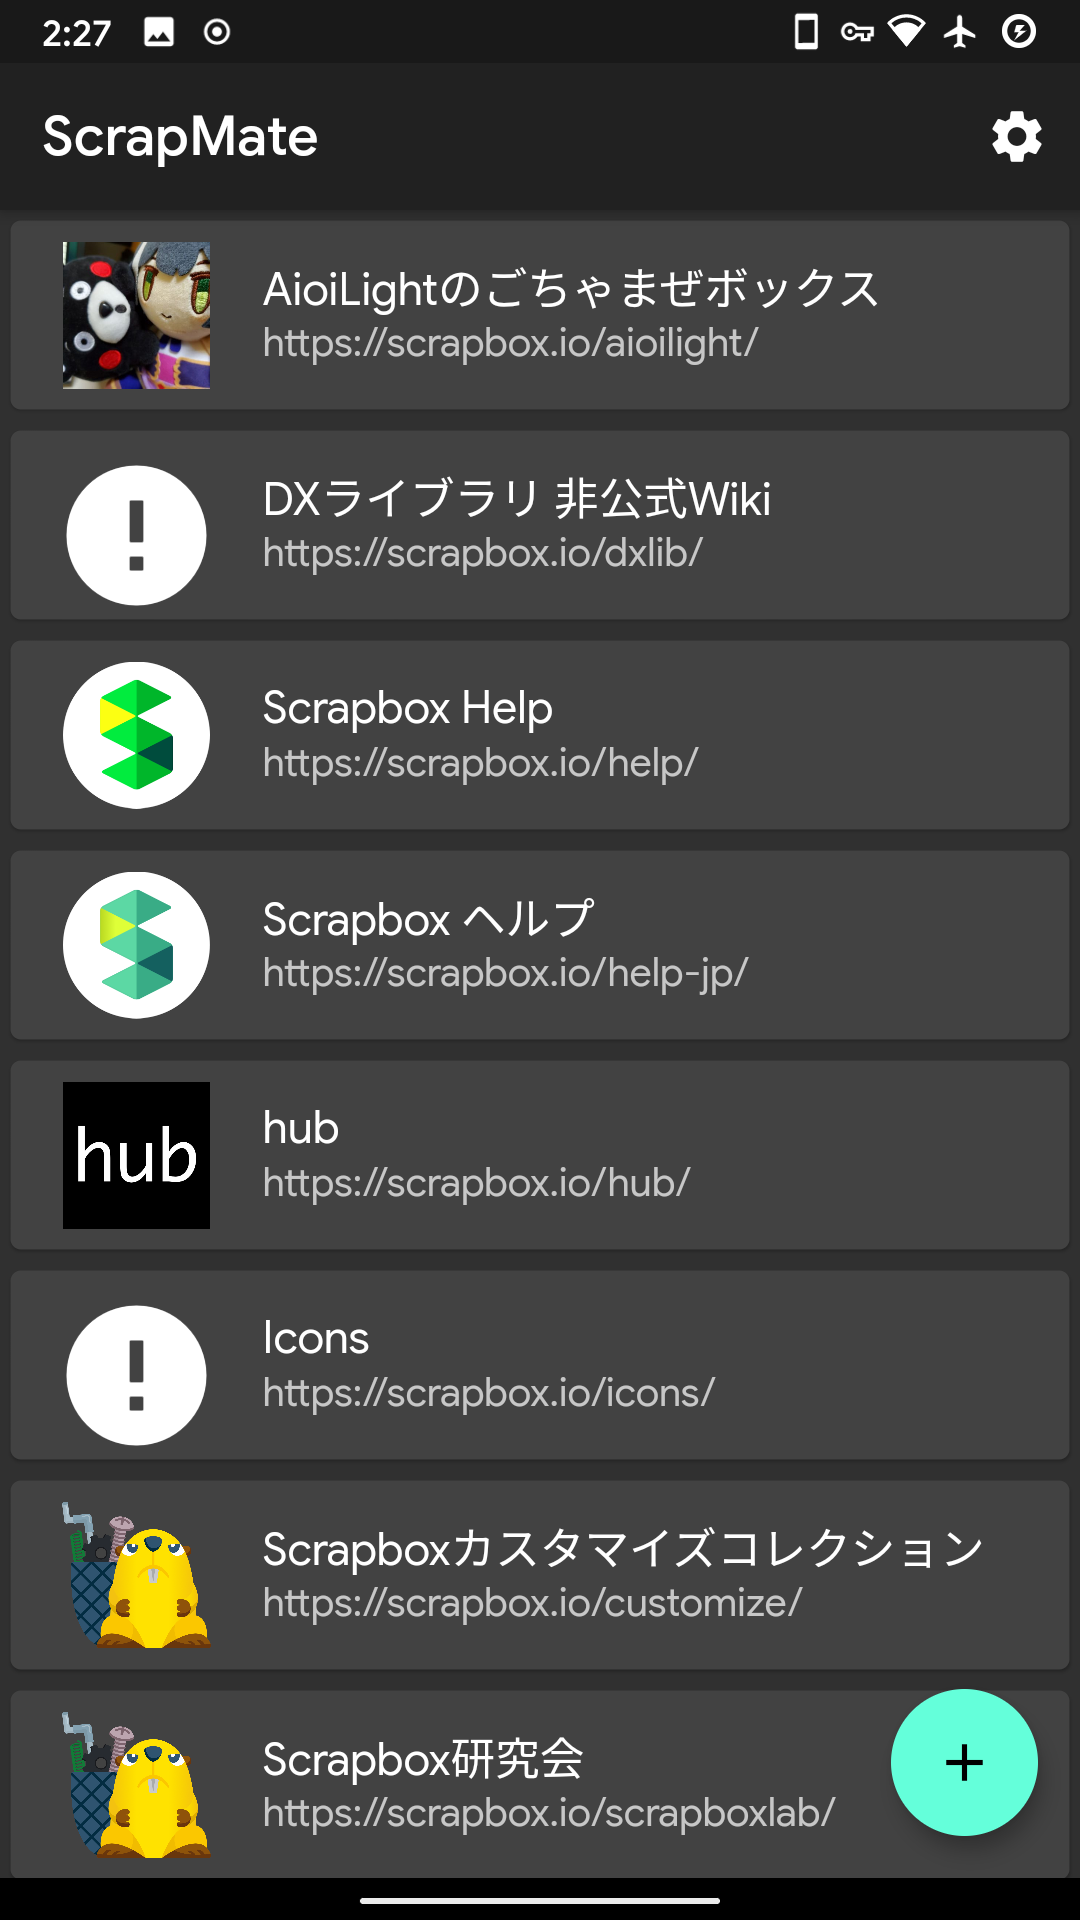 2:27
ScrapMate
AioiLightのごちゃまぜボックス
https://scrapbox.io/aioilight/
DXライブラリ 非公式Wiki
https://scrapbox.io/dxlib/
Scrapbox Help
https://scrapbox.io/help/
Scrapbox ヘルプ
https://scrapbox.io/help-jp/
hub
hub
https://scrapbox.io/hub/
Icons
https://scrapbox.io/icons/
Scrapboxカスタマイズコレクション
https://scrapbox.io/customize/
Scrapbox研究会
https://scrapbox.io/scrapboxlab/